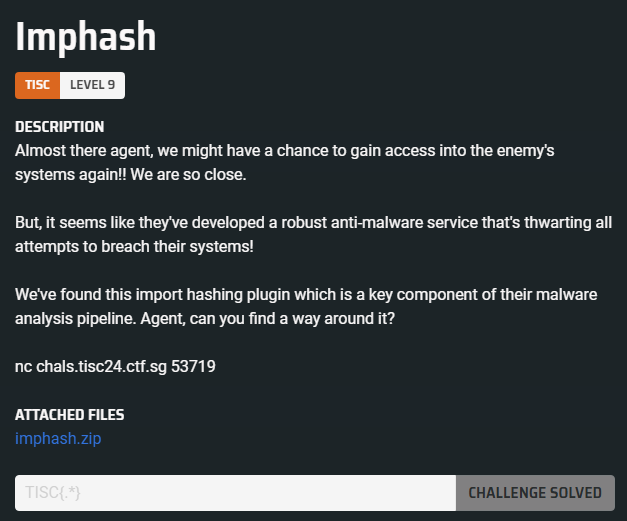 Imphash
TISC LEVEL 9
DESCRIPTION
Almost there agent, we might have a chance to gain access into the enemy's
systems again!! We are so close.
But, it seems like they've developed a robust anti-malware service that's thwarting all
attempts to breach their systems!
We've found this import hashing plugin which is a key component of their malware
analysis pipeline. Agent, can you find a way around it?
nc chals.tisc24.ctf.sg 53719
ATTACHED FILES
imphash.zip
TISC{.*} CHALLENGE SOLVED